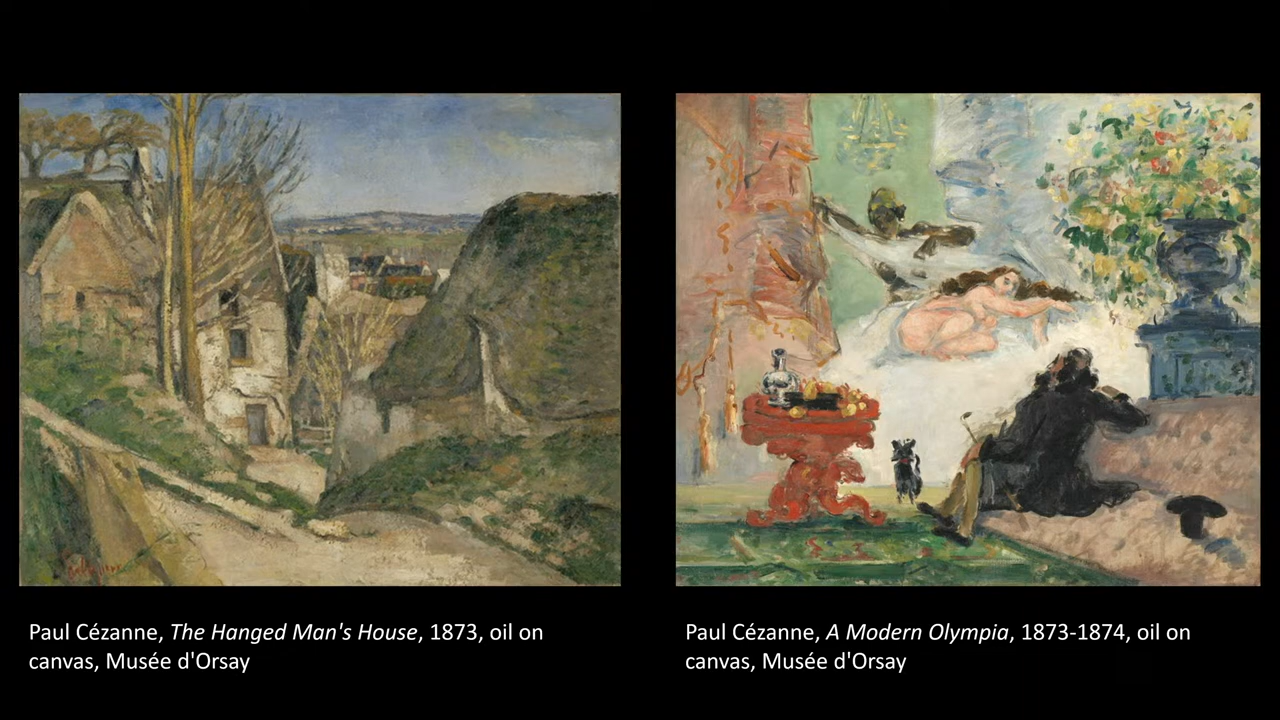 Paul Cézanne, The Hanged Man's House, 1873, oil on
canvas, Musée d'Orsay
Paul Cézanne, A Modern Olympia, 1873-1874, oil on
canvas, Musée d'Orsay